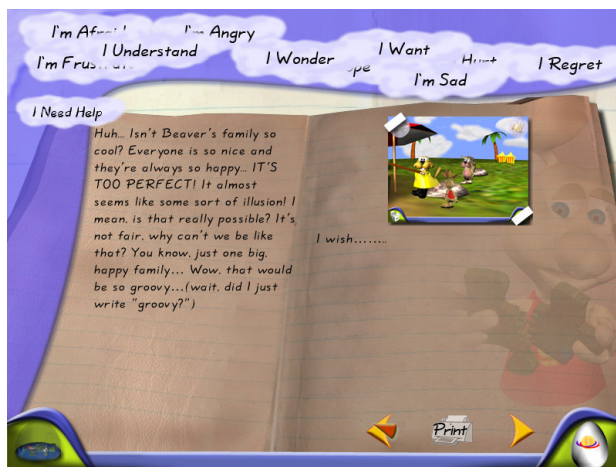 I'm Angry
I Understand
I Want
I Wonder
I'm Sad
I Regret
I Need Help
Huh... Isn't Beaver's family so
cool? Everyone is so nice and
they're always so happy... IT'S
TOO PERFECT! It almost
seems like some sort of illusion! I
mean, is that really possible? It's
not fair, why can't we be like
that? You know, just one big,
happy family... Wow, that would
be so groovy...(wait, did I just
write "groovy?")
I wish........
Print